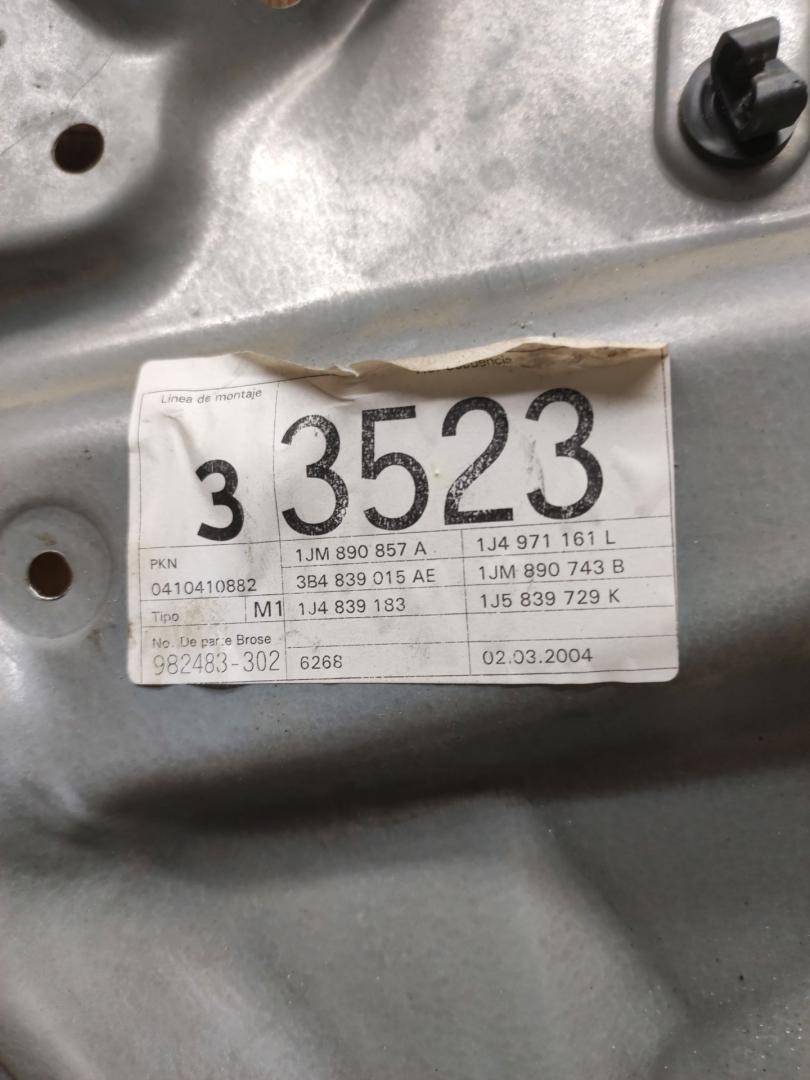 Linea de montaje
3 3523
PKN 1JM 890 857 A 1J4 971 161 L
0410410882 3B4 839 015 AE 1JM 890 743 B
Tipo M1 1J4 839 183 1J5 839 729 K
No. De parte Brose
982483-302 6268 02.03.2004